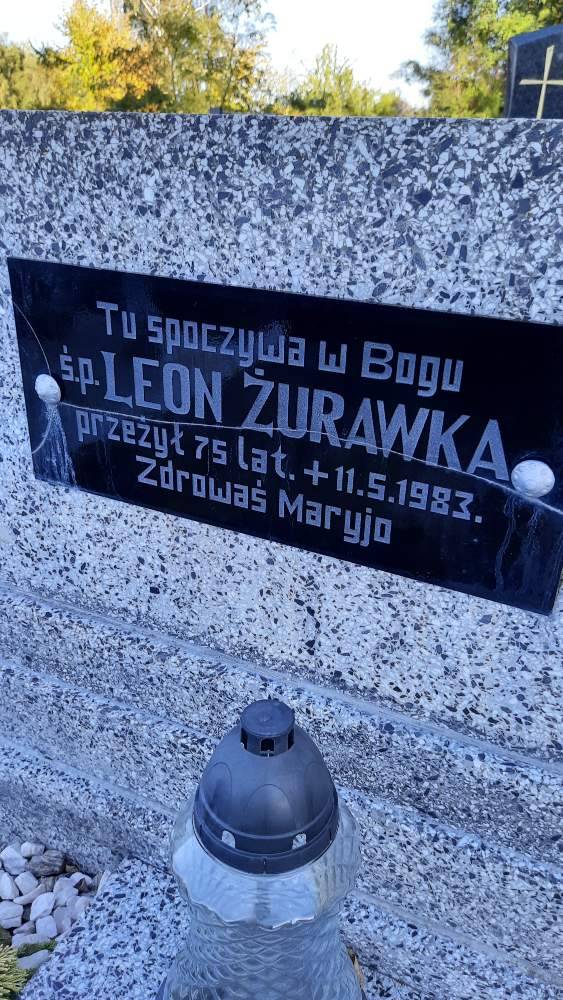 Tu spoczywa w Bogu
ś.p. LEON ŻURAWKA
przeżył 75 lat. + 11.5.1983.
Zdrowaś Maryjo